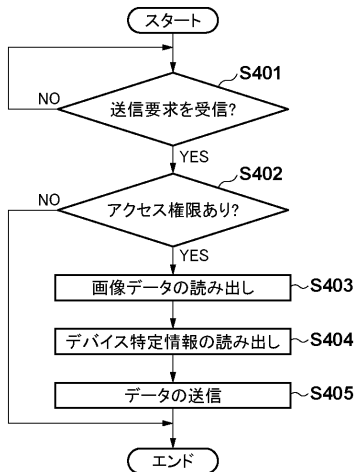 スタート
S401
送信要求を受信?
NO
YES
S402
アクセス権限あり?
NO
YES
画像データの読み出し
S403
デバイス特定情報の読み出し
S404
データの送信
S405
エンド